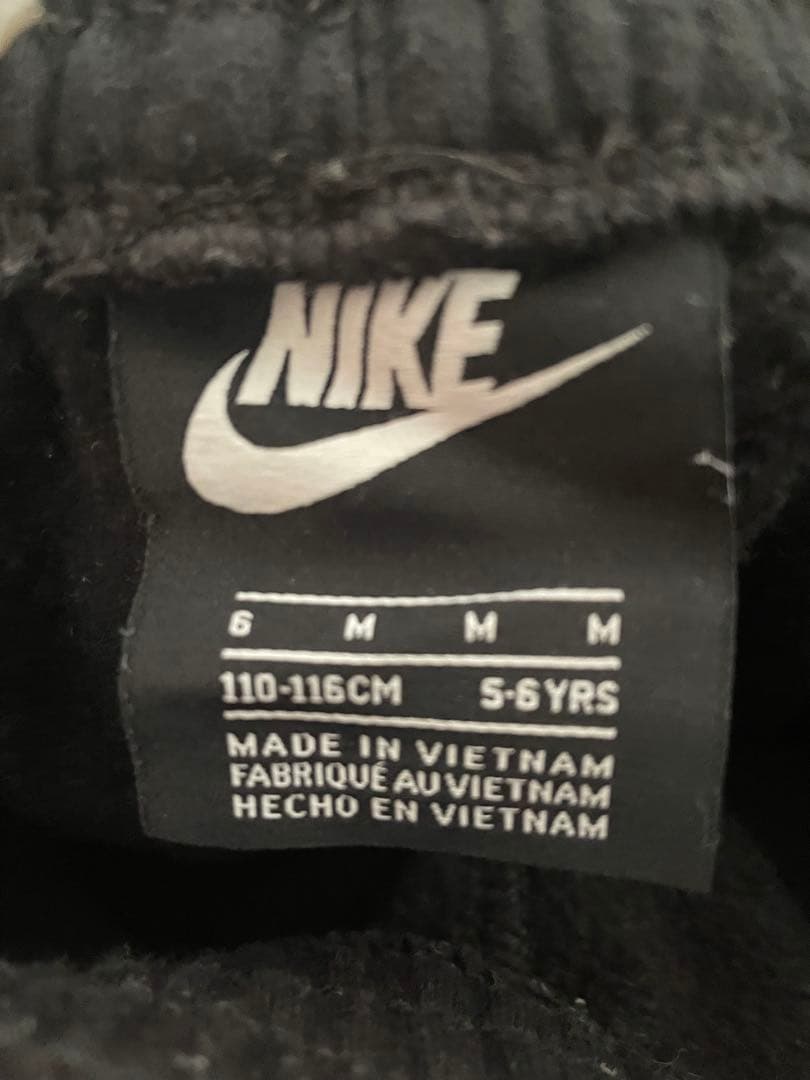 NIKE
6 M M M
110-116CM 5-6YRS
MADE IN VIETNAM
FABRIQUÉ AU VIETNAM
HECHO EN VIETNAM